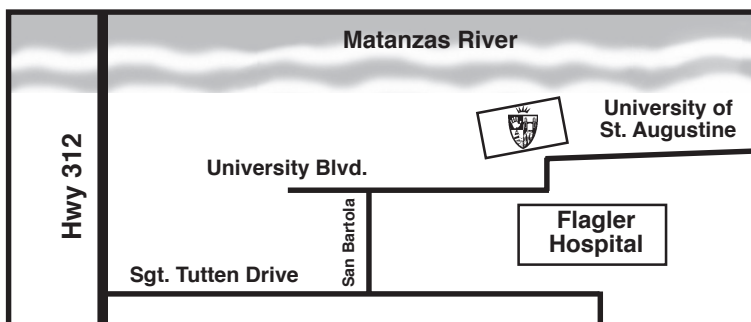 Matanzas River
University of
St. Augustine
Hwy 312
University Blvd.
San Bartola
Flagler
Hospital
Sgt. Tutten Drive